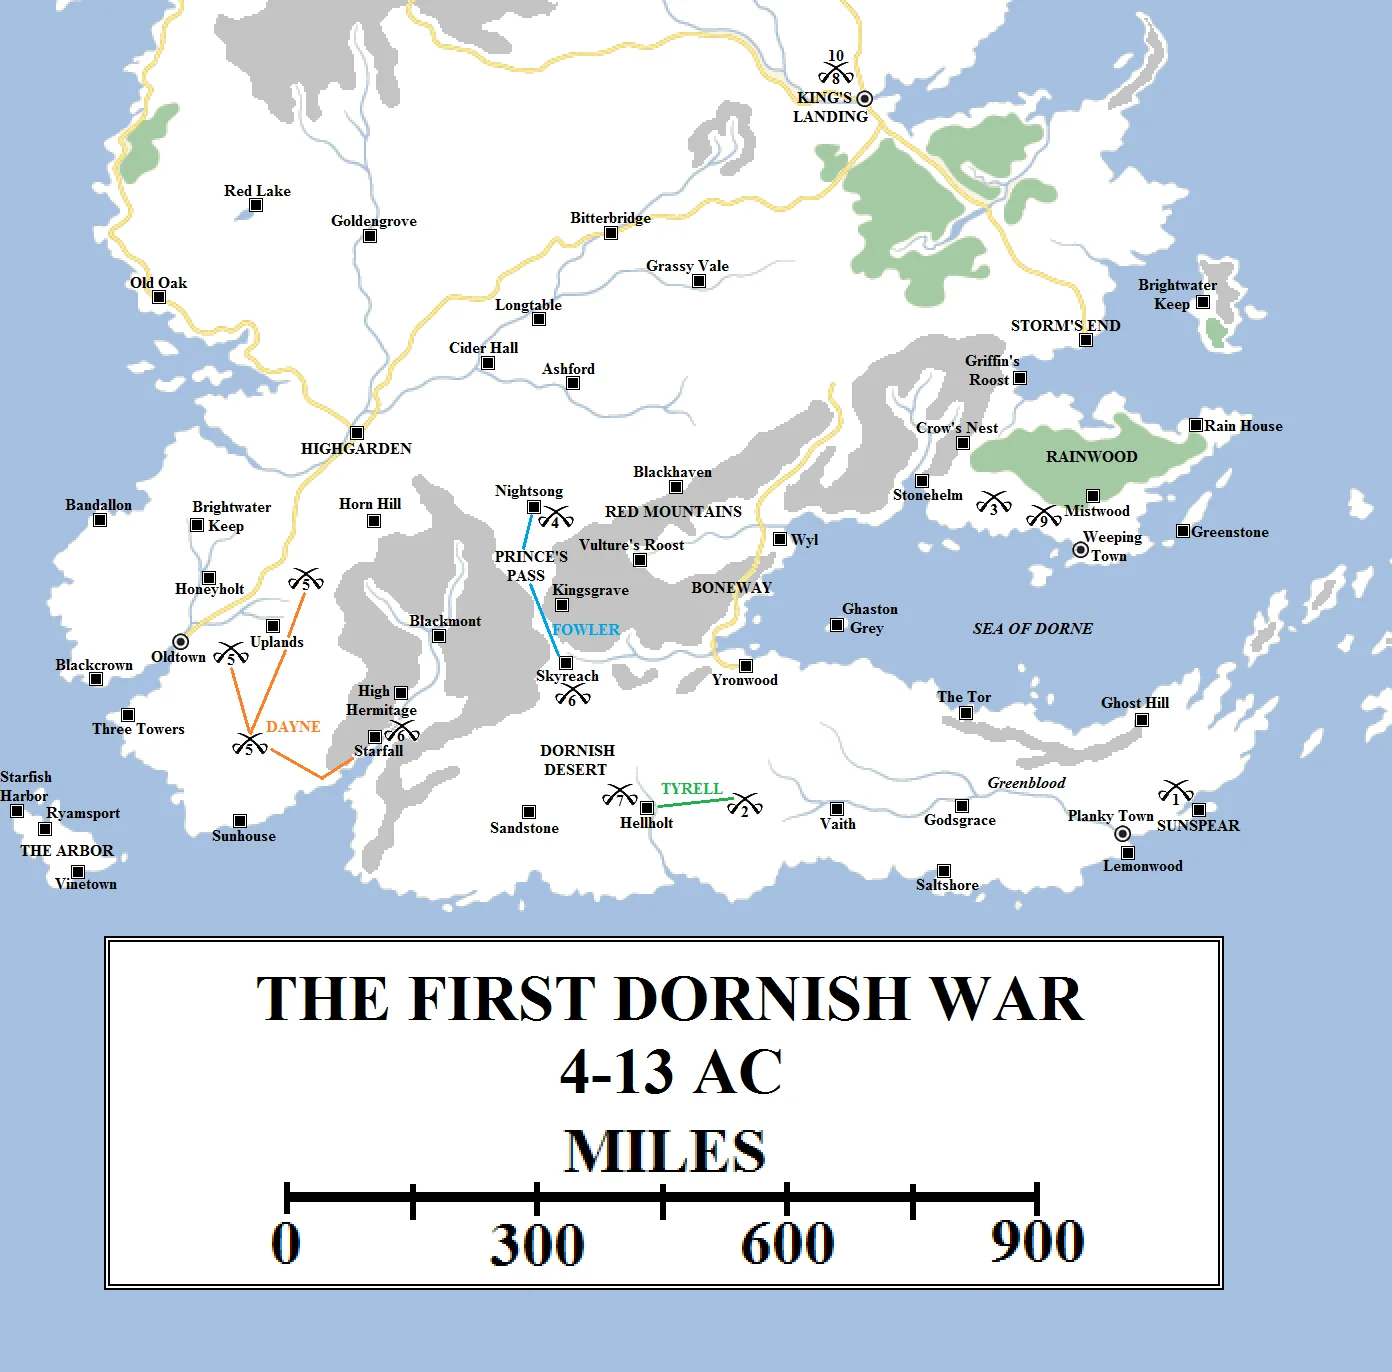 10
8
KING'S
LANDING
Red Lake
Goldengrove
Bitterbridge
Grassy Vale
Old Oak
Longtable
Brightwater
Keep
STORM'S END
Cider Hall
Ashford
Griffin's
Roost
HIGHGARDEN
Crow's Nest
Rain House
RAINWOOD
Blackhaven
Nightsong
4
Stonehelm
3
9
Mistwood
Bandallon
Brightwater
Keep
Horn Hill
RED MOUNTAINS
Greenstone
Weeping
Town
Wyl
Vulture's Roost
PRINCE'S
PASS
Honeyholt
5
Kingsgrave
BONEWAY
Ghaston
Grey
SEA OF DORNE
Blackmont
FOWLER
Uplands
Oldtown
5
Blackcrown
Skyreach
6
Yronwood
High
Hermitage
The Tor
Ghost Hill
Three Towers
DAYNE
5
6
Starfall
DORNISH
DESERT
Starfish
Harbor
Ryamsport
THE ARBOR
Vinetown
Sunhouse
Sandstone
7
TYRELL
2
Hellholt
Vaith
Greenblood
Godsgrace
1
Planky Town
SUNSPEAR
Lemonwood
Saltshore
THE FIRST DORNISH WAR
4-13 AC
MILES
0 300 600 900